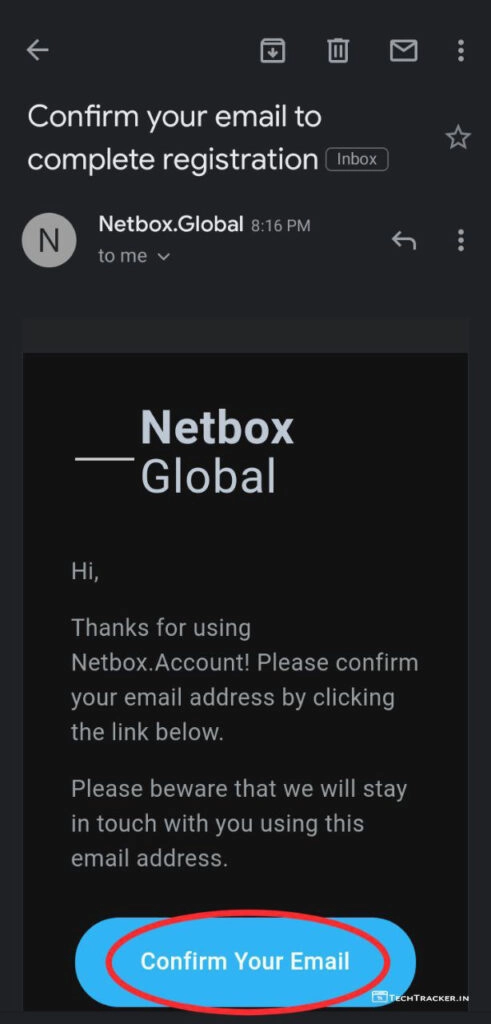 Confirm your email to
complete registration Inbox
N
Netbox.Global 8:16 PM
to me
Netbox
Global
Hi,
Thanks for using
Netbox.Account! Please confirm
your email address by clicking
the link below.
Please beware that we will stay
in touch with you using this
email address.
Confirm Your Email
TECHTRACKER.IN